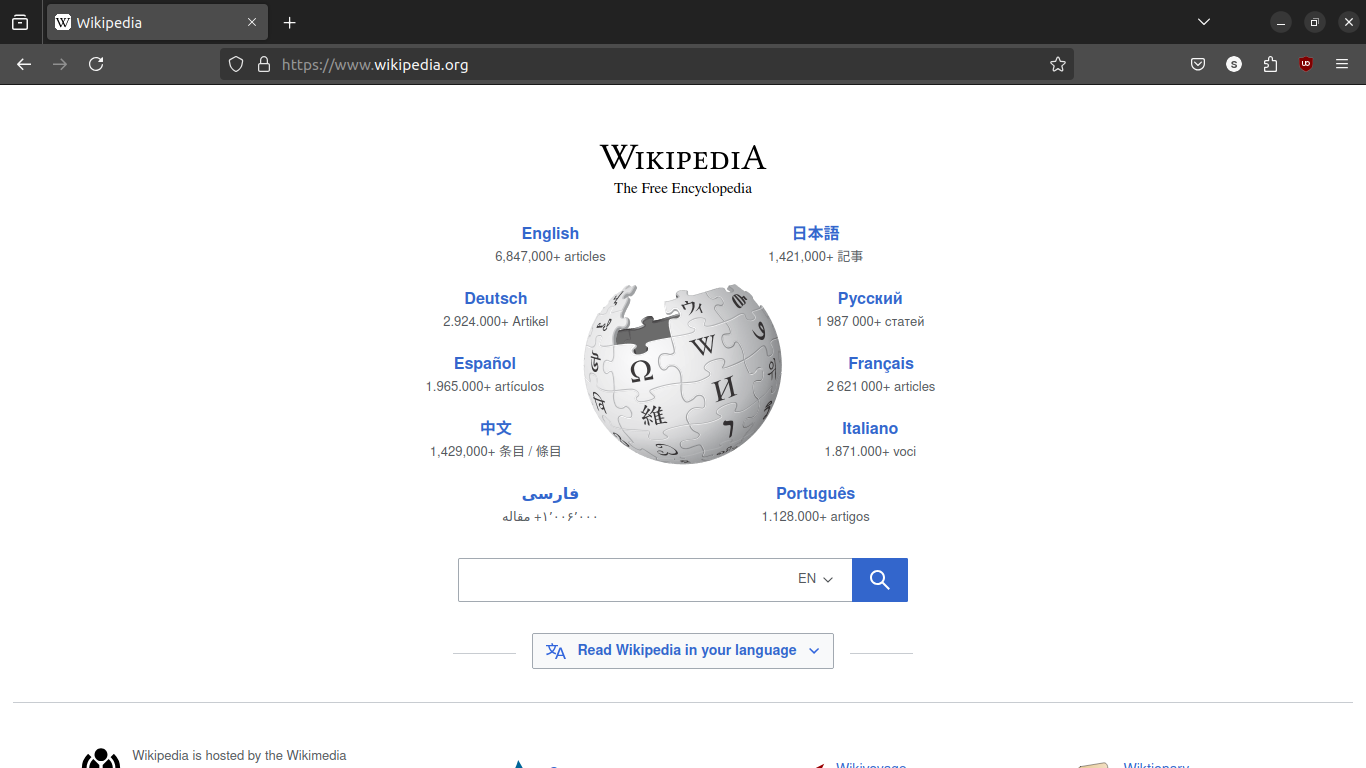 Wikipedia
https://www.wikipedia.org
WIKIPEDIA
The Free Encyclopedia
English
6,847,000+ articles
日本語
1,421,000+ 記事
Deutsch
2.924.000+ Artikel
Русский
1 987 000+ статей
Español
1.965.000+ artículos
Français
2 621 000+ articles
中文
1,429,000+ 条目 / 條目
Italiano
1.871.000+ voci
فارسی
۱٬۰۰۶٬۰۰۰+ مقاله
Português
1.128.000+ artigos
Ω
W
И
維
ウィ
EN
Read Wikipedia in your language
Wikipedia is hosted by the Wikimedia
Wikivoyage
Wiktionary